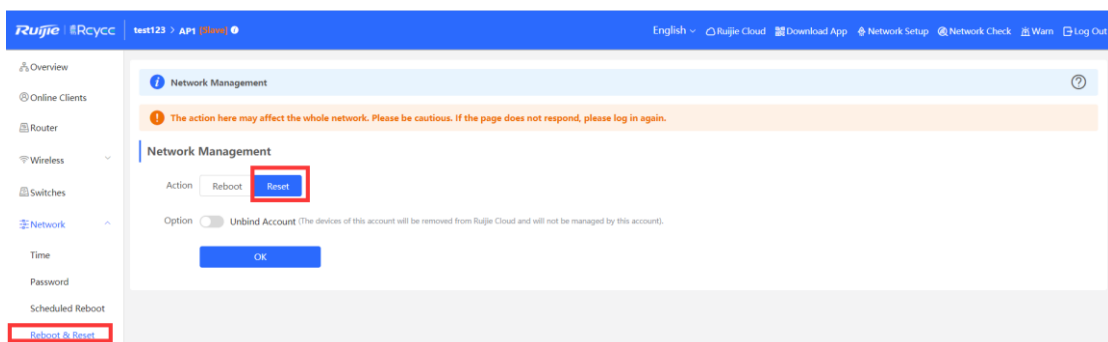 Ruijie | Rcycc test123 > AP1 [Slave] English Ruijie Cloud Download App Network Setup Network Check Warn Log Out
Overview
Online Clients
Router
Wireless
Switches
Network
Time
Password
Scheduled Reboot
Reboot & Reset
Network Management
The action here may affect the whole network. Please be cautious. If the page does not respond, please log in again.
Network Management
Action Reboot Reset
Option Unbind Account (The devices of this account will be removed from Ruijie Cloud and will not be managed by this account).
OK